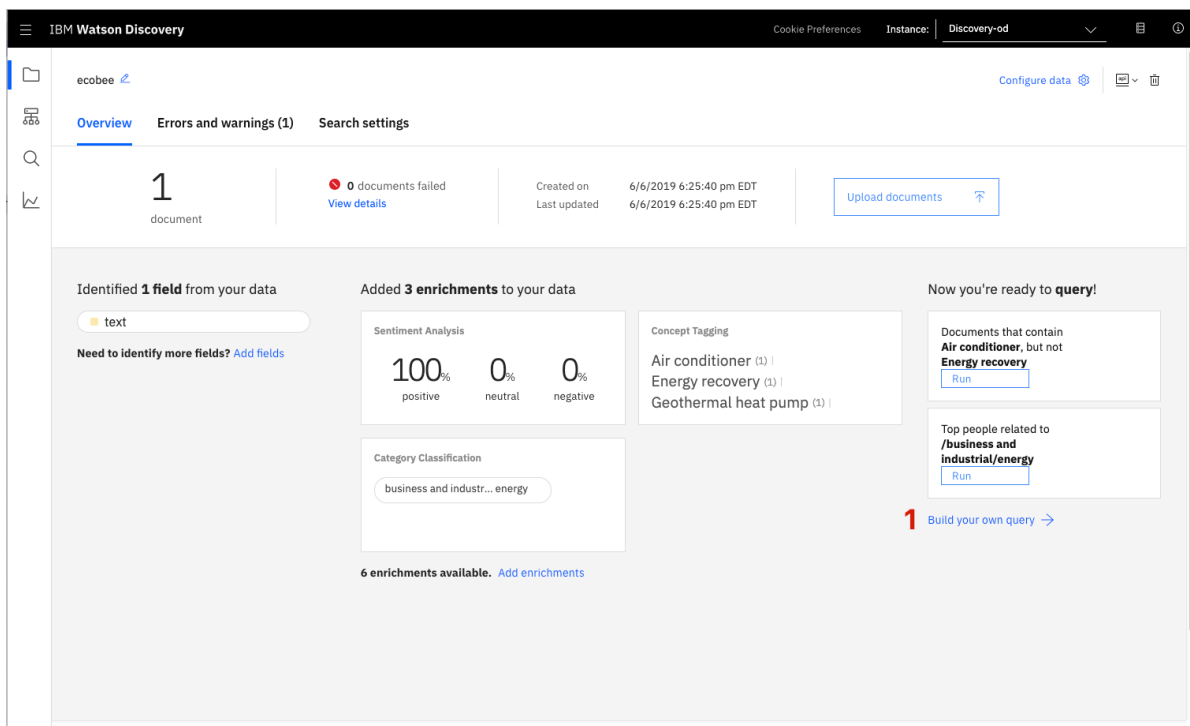 IBM Watson Discovery
Cookie Preferences
Instance:
Discovery-od
ecobee
Configure data
Overview
Errors and warnings (1)
Search settings
1
document
0 documents failed
View details
Created on 6/6/2019 6:25:40 pm EDT
Last updated 6/6/2019 6:25:40 pm EDT
Upload documents
Identified 1 field from your data
text
Need to identify more fields? Add fields
Added 3 enrichments to your data
Sentiment Analysis
100% 0% 0%
positive neutral negative
Concept Tagging
Air conditioner (1)
Energy recovery (1)
Geothermal heat pump (1)
Category Classification
business and industr... energy
6 enrichments available. Add enrichments
Now you're ready to query!
Documents that contain
Air conditioner, but not
Energy recovery
Run
Top people related to
/business and
industrial/energy
Run
1 Build your own query